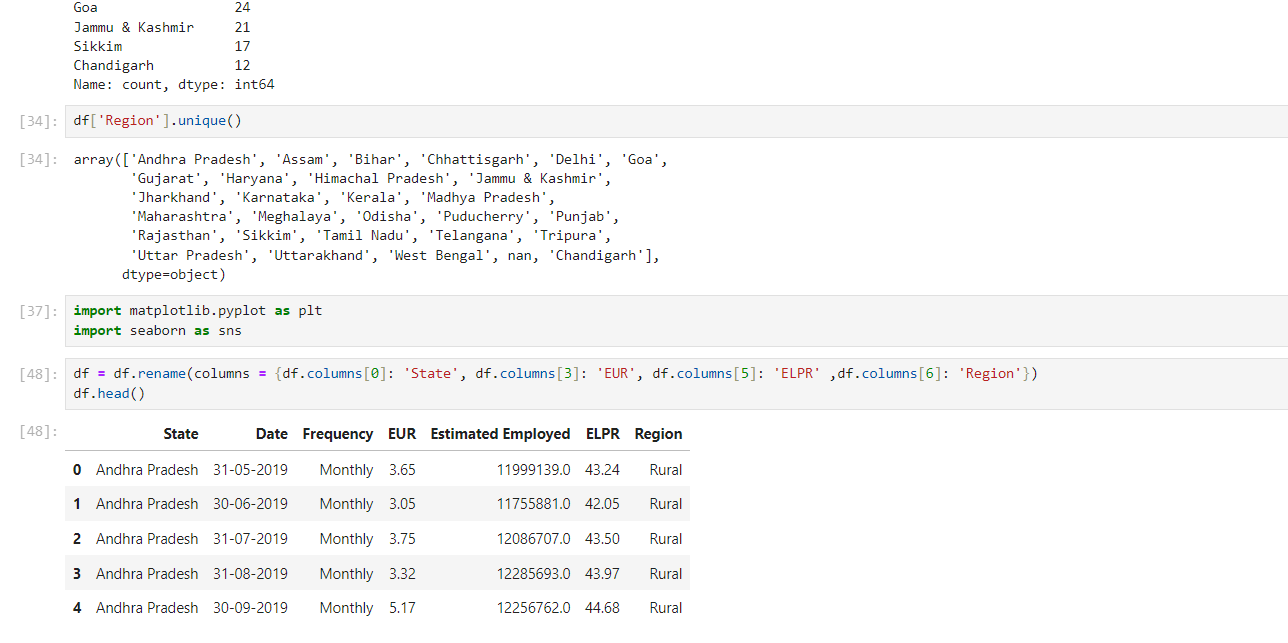 Goa 24
Jammu & Kashmir 21
Sikkim 17
Chandigarh 12
Name: count, dtype: int64
[34]: df['Region'].unique()
[34]: array(['Andhra Pradesh', 'Assam', 'Bihar', 'Chhattisgarh', 'Delhi', 'Goa',
'Gujarat', 'Haryana', 'Himachal Pradesh', 'Jammu & Kashmir',
'Jharkhand', 'Karnataka', 'Kerala', 'Madhya Pradesh',
'Maharashtra', 'Meghalaya', 'Odisha', 'Puducherry', 'Punjab',
'Rajasthan', 'Sikkim', 'Tamil Nadu', 'Telangana', 'Tripura',
'Uttar Pradesh', 'Uttarakhand', 'West Bengal', nan, 'Chandigarh'],
dtype=object)
[37]: import matplotlib.pyplot as plt
import seaborn as sns
[48]: df = df.rename(columns = {df.columns[0]: 'State', df.columns[3]: 'EUR', df.columns[5]: 'ELPR' ,df.columns[6]: 'Region'})
df.head()
[48]: State Date Frequency EUR Estimated Employed ELPR Region
0 Andhra Pradesh 31-05-2019 Monthly 3.65 11999139.0 43.24 Rural
1 Andhra Pradesh 30-06-2019 Monthly 3.05 11755881.0 42.05 Rural
2 Andhra Pradesh 31-07-2019 Monthly 3.75 12086707.0 43.50 Rural
3 Andhra Pradesh 31-08-2019 Monthly 3.32 12285693.0 43.97 Rural
4 Andhra Pradesh 30-09-2019 Monthly 5.17 12256762.0 44.68 Rural